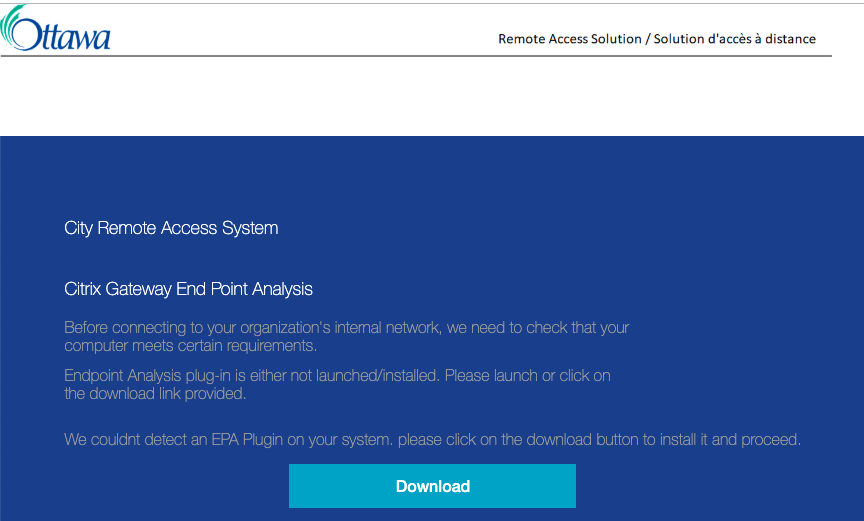 Ottawa
Remote Access Solution / Solution d'accès à distance
City Remote Access System
Citrix Gateway End Point Analysis
Before connecting to your organization's internal network, we need to check that your
computer meets certain requirements.
Endpoint Analysis plug-in is either not launched/installed. Please launch or click on
the download link provided.
We couldnt detect an EPA Plugin on your system. please click on the download button to install it and proceed.
Download